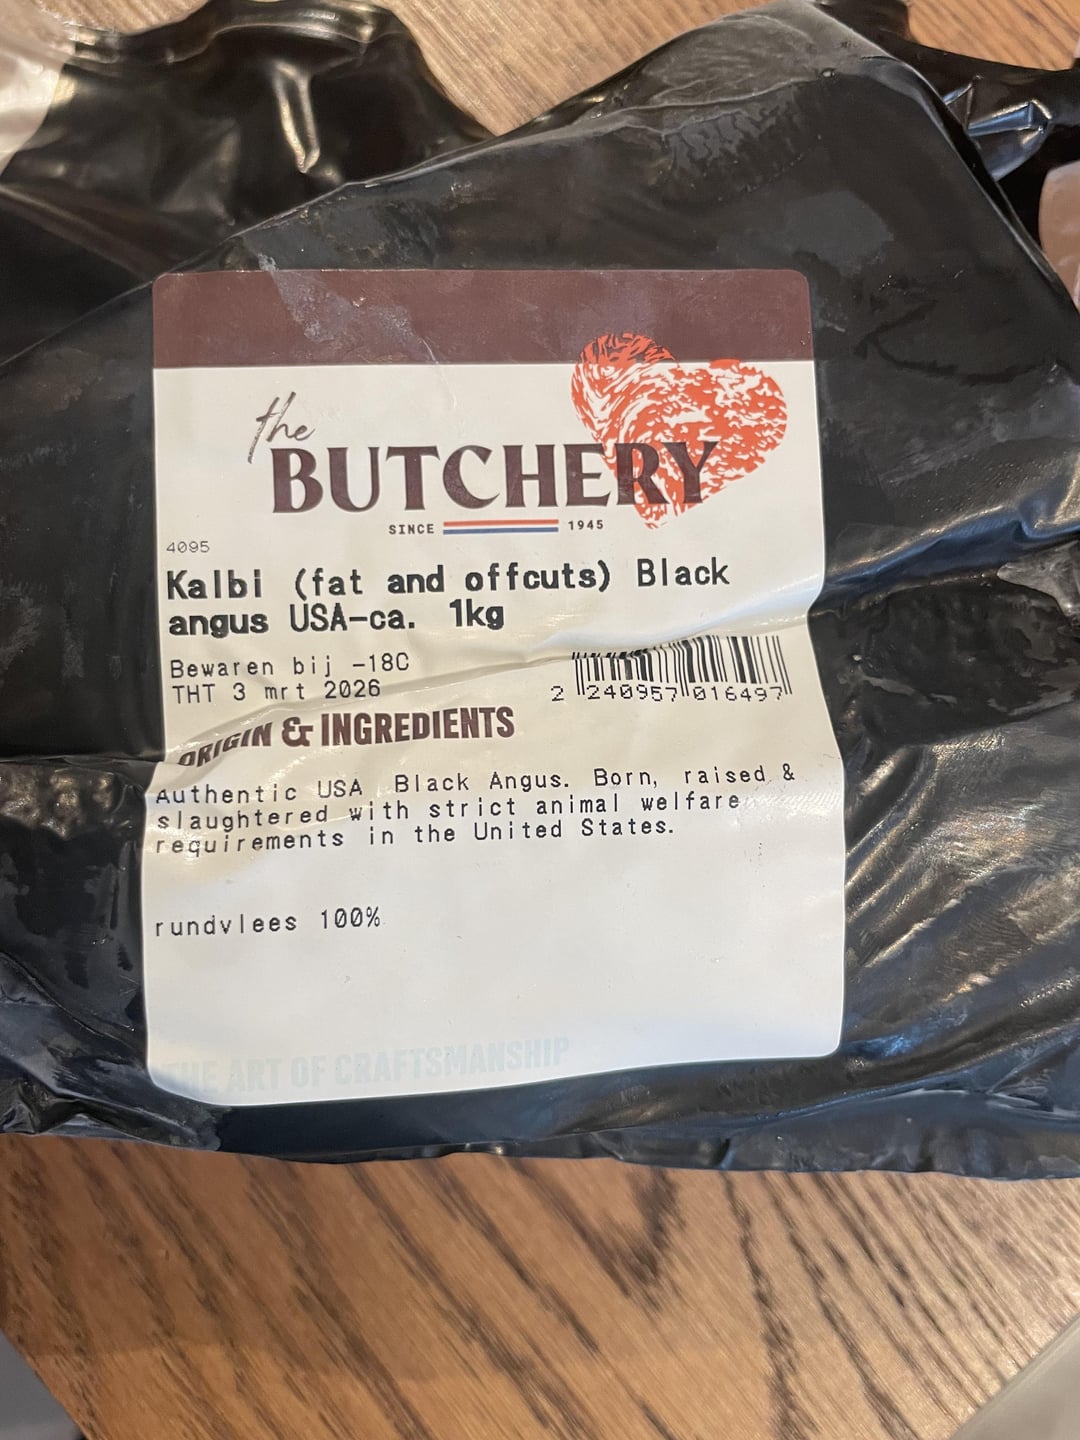 the
BUTCHERY
SINCE 1945
4095
Kalbi (fat and offcuts) Black
angus USA-ca. 1kg
Bewaren bij -18C
THT 3 mrt 2026
2 240957 016497
ORIGIN & INGREDIENTS
Authentic USA Black Angus. Born, raised &
slaughtered with strict animal welfare
requirements in the United States.
rundvlees 100%
THE ART OF CRAFTSMANSHIP